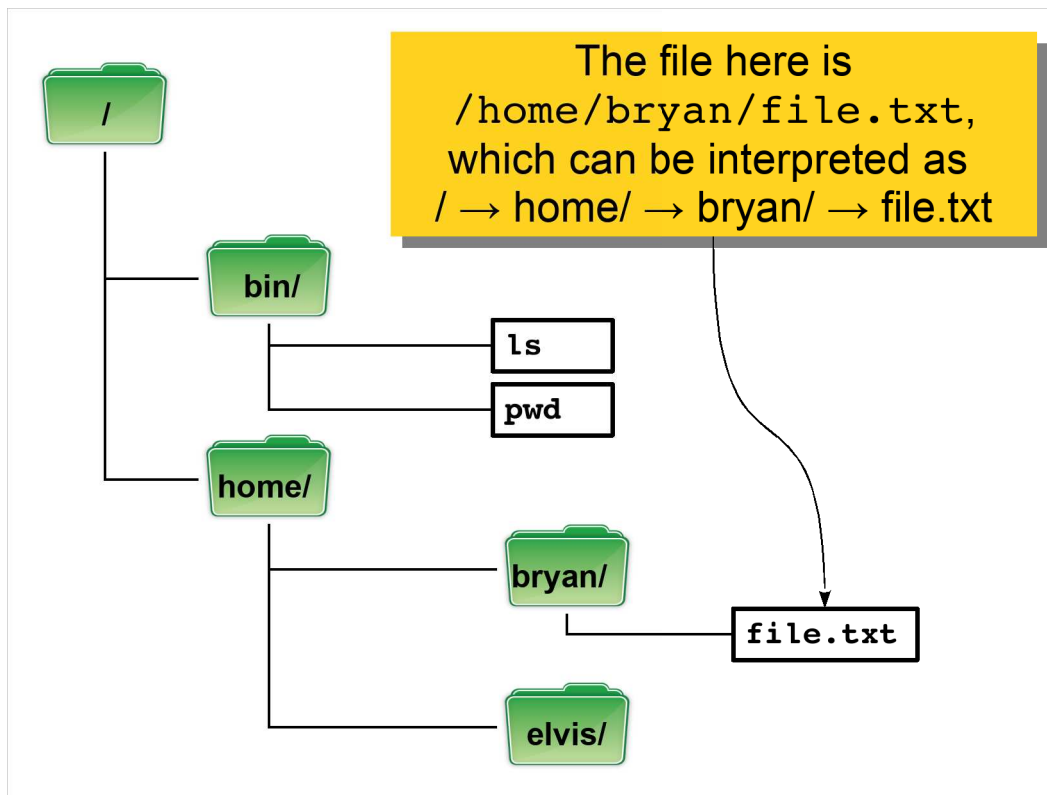 The file here is
/home/bryan/file.txt,
which can be interpreted as
/ → home/ → bryan/ → file.txt
/
bin/
ls
pwd
home/
bryan/
file.txt
elvis/